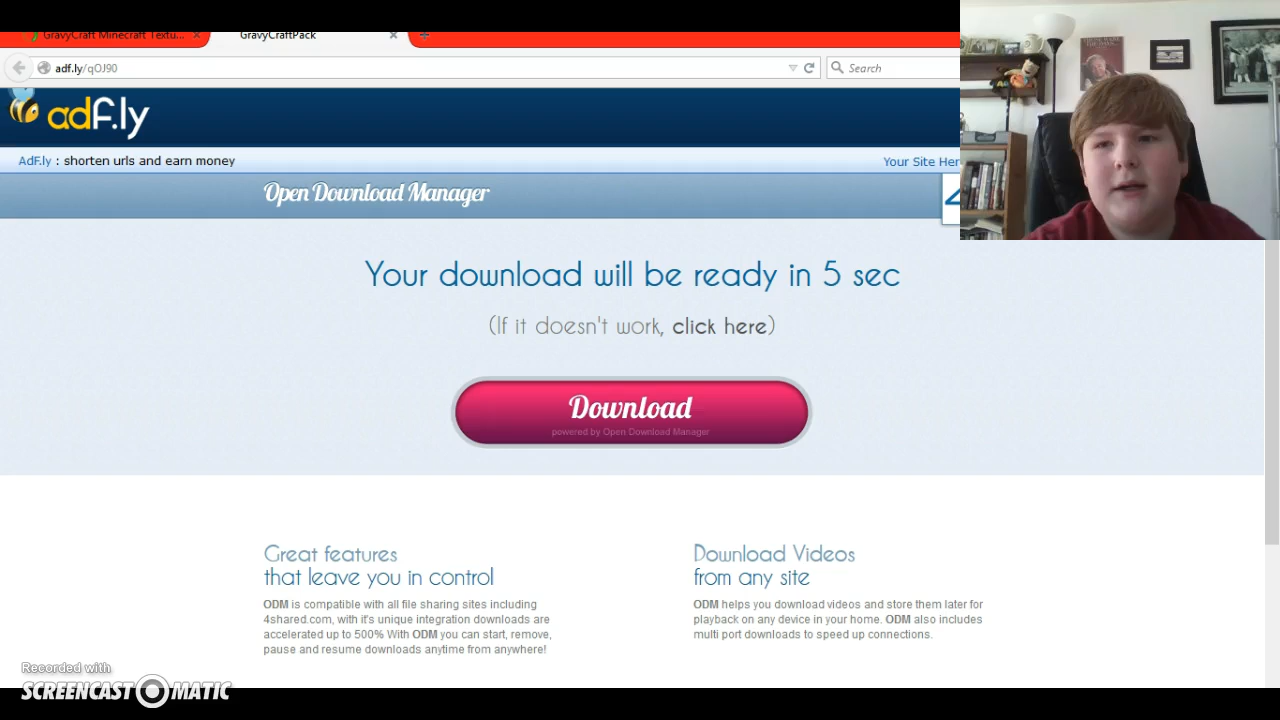 GravyCraft Minecraft Textu...
GravyCraftPack
adf.ly/qOJ90
Search
adf.ly
AdF.ly : shorten urls and earn money
Your Site Her
Open Download Manager
Your download will be ready in 5 sec
(If it doesn't work, click here)
Download
powered by Open Download Manager
Great features
that leave you in control
ODM is compatible with all file sharing sites including
4shared.com, with it's unique integration downloads are
accelerated up to 500% With ODM you can start, remove,
pause and resume downloads anytime from anywhere!
Download Videos
from any site
ODM helps you download videos and store them later for
playback on any device in your home. ODM also includes
multi port downloads to speed up connections.
Recorded with
SCREENCAST MATIC